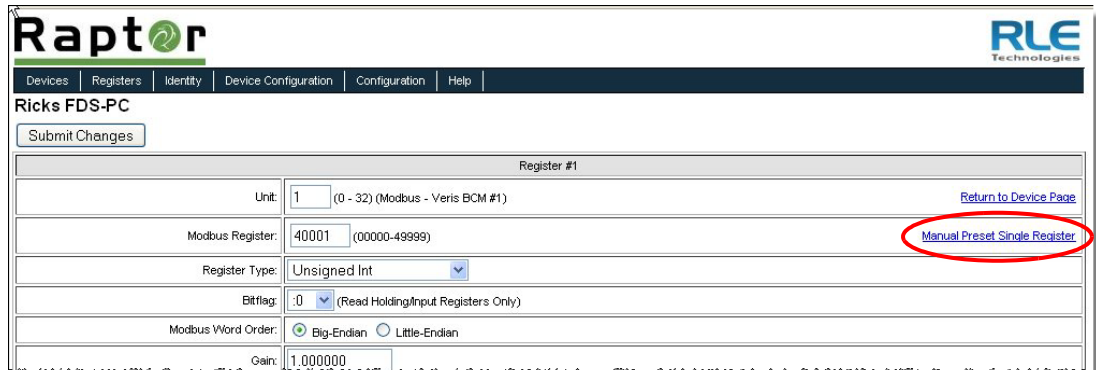 Raptor
RLE
Technologies
Devices Registers Identity Device Configuration Configuration Help
Ricks FDS-PC
Submit Changes
Register #1
Unit: 1 (0 - 32) (Modbus - Veris BCM #1) Return to Device Page
Modbus Register: 40001 (00000-49999) Manual Preset Single Register
Register Type: Unsigned Int
Bitflag: :0 (Read Holding/Input Registers Only)
Modbus Word Order: Big-Endian Little-Endian
Gain: 1.000000